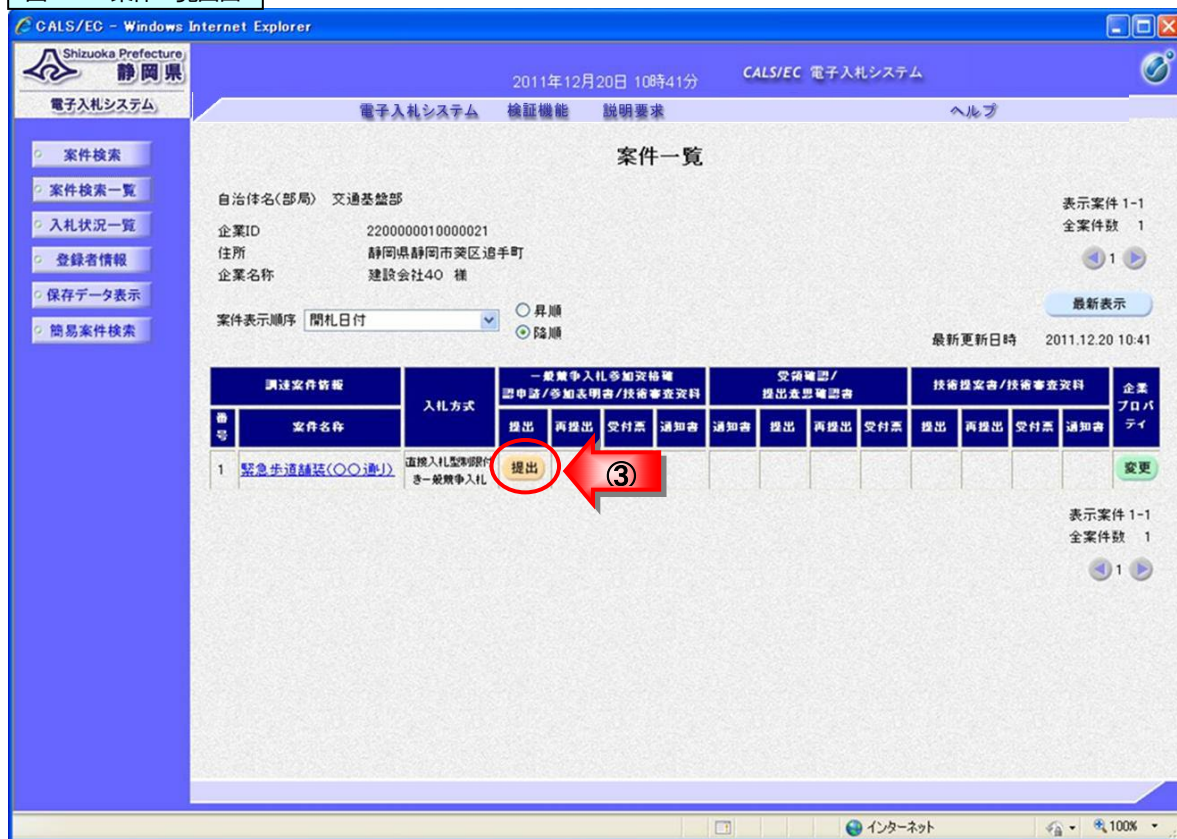 CALS/EC - Windows Internet Explorer
Shizuoka Prefecture
静岡県
電子入札システム
2011年12月20日 10時41分
CALS/EC 電子入札システム
電子入札システム 検証機能 説明要求 ヘルプ
案件検索
案件検索一覧
入札状況一覧
登録者情報
保存データ表示
簡易案件検索
案件一覧
自治体名(部局) 交通基盤部
企業ID 2200000010000021
住所 静岡県静岡市葵区追手町
企業名称 建設会社40 様
表示案件 1-1
全案件数 1
1
案件表示順序 開札日付
昇順
降順
最新表示
最新更新日時 2011.12.20 10:41
調達案件情報
入札方式
一般競争入札参加資格確認申請/参加表明書/技術審査資料
受領確認/提出意思確認書
技術提案書/技術審査資料
企業プロパティ
番号 案件名称 提出 再提出 受付票 通知書 通知書 提出 再提出 受付票 提出 再提出 受付票 通知書
1 緊急歩道舗装(〇〇通り) 直接入札型制限付き一般競争入札 提出 ③ 変更
表示案件 1-1
全案件数 1
1
インターネット
100%